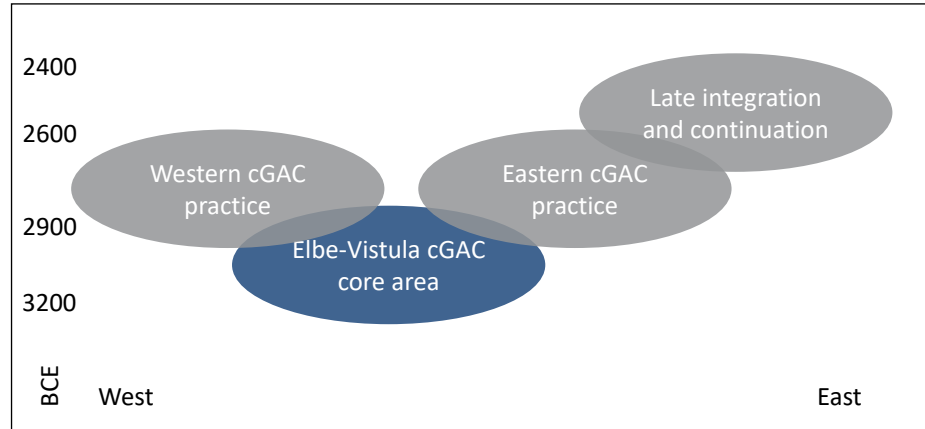 2400
Late integration
and continuation
2600
Western cGAC
practice
Eastern cGAC
practice
2900
Elbe-Vistula cGAC
core area
3200
BCE
West
East